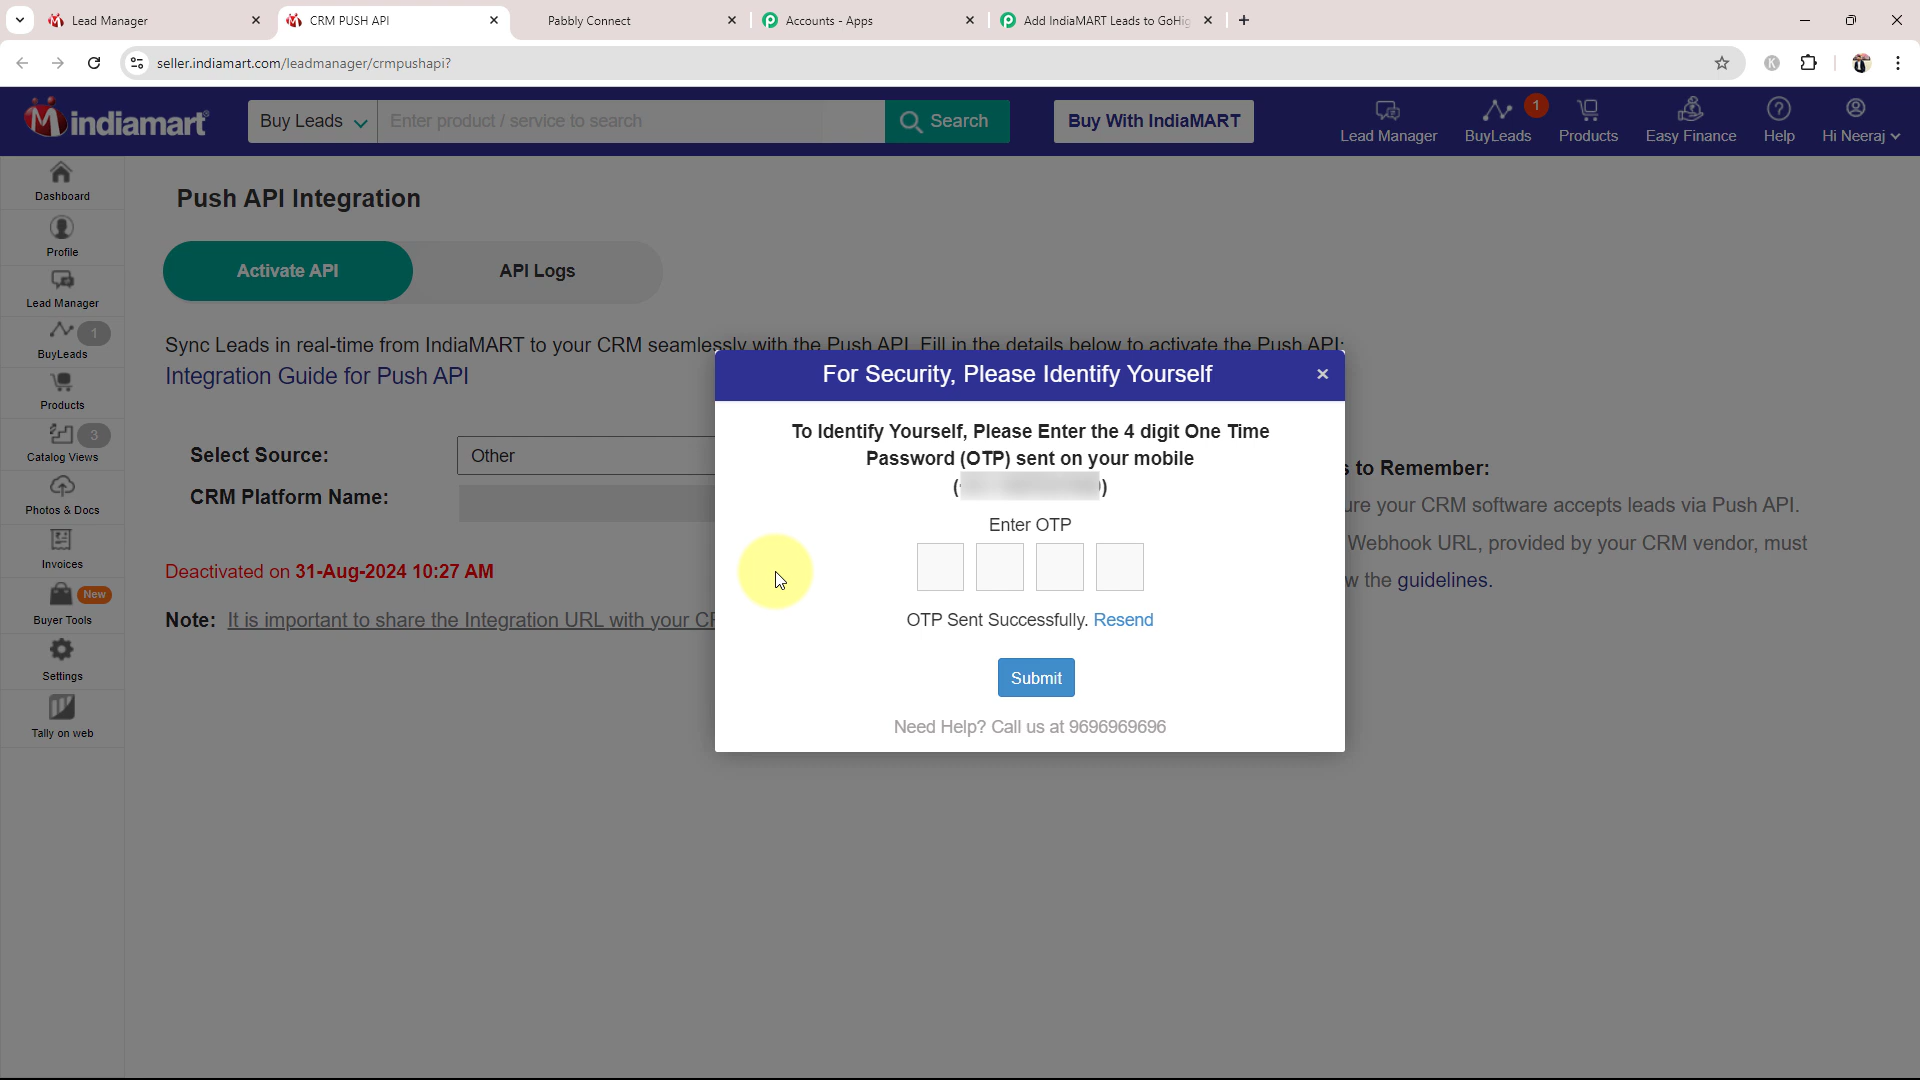 Lead Manager
CRM PUSH API
Pabbly Connect
Accounts - Apps
Add IndiaMART Leads to GoHig
seller.indiamart.com/leadmanager/crmpushapi?
K
indiamart
Buy Leads
Enter product / service to search
Search
Buy With IndiaMART
Lead Manager
1
BuyLeads
Products
Easy Finance
Help
Hi Neeraj
Dashboard
Profile
Lead Manager
1
BuyLeads
Products
3
Catalog Views
Photos & Docs
Invoices
New
Buyer Tools
Settings
Tally on web
Push API Integration
Activate API
API Logs
Sync Leads in real-time from IndiaMART to your CRM seamlessly with the Push API. Fill in the details below to activate the Push API:
Integration Guide for Push API
Select Source:
Other
CRM Platform Name:
Deactivated on 31-Aug-2024 10:27 AM
Note: It is important to share the Integration URL with your
For Security, Please Identify Yourself
×
To Identify Yourself, Please Enter the 4 digit One Time
Password (OTP) sent on your mobile
( )
Enter OTP
OTP Sent Successfully. Resend
Submit
Need Help? Call us at 9696969696
to Remember:
your CRM software accepts leads via Push API.
Webhook URL, provided by your CRM vendor, must
the guidelines.